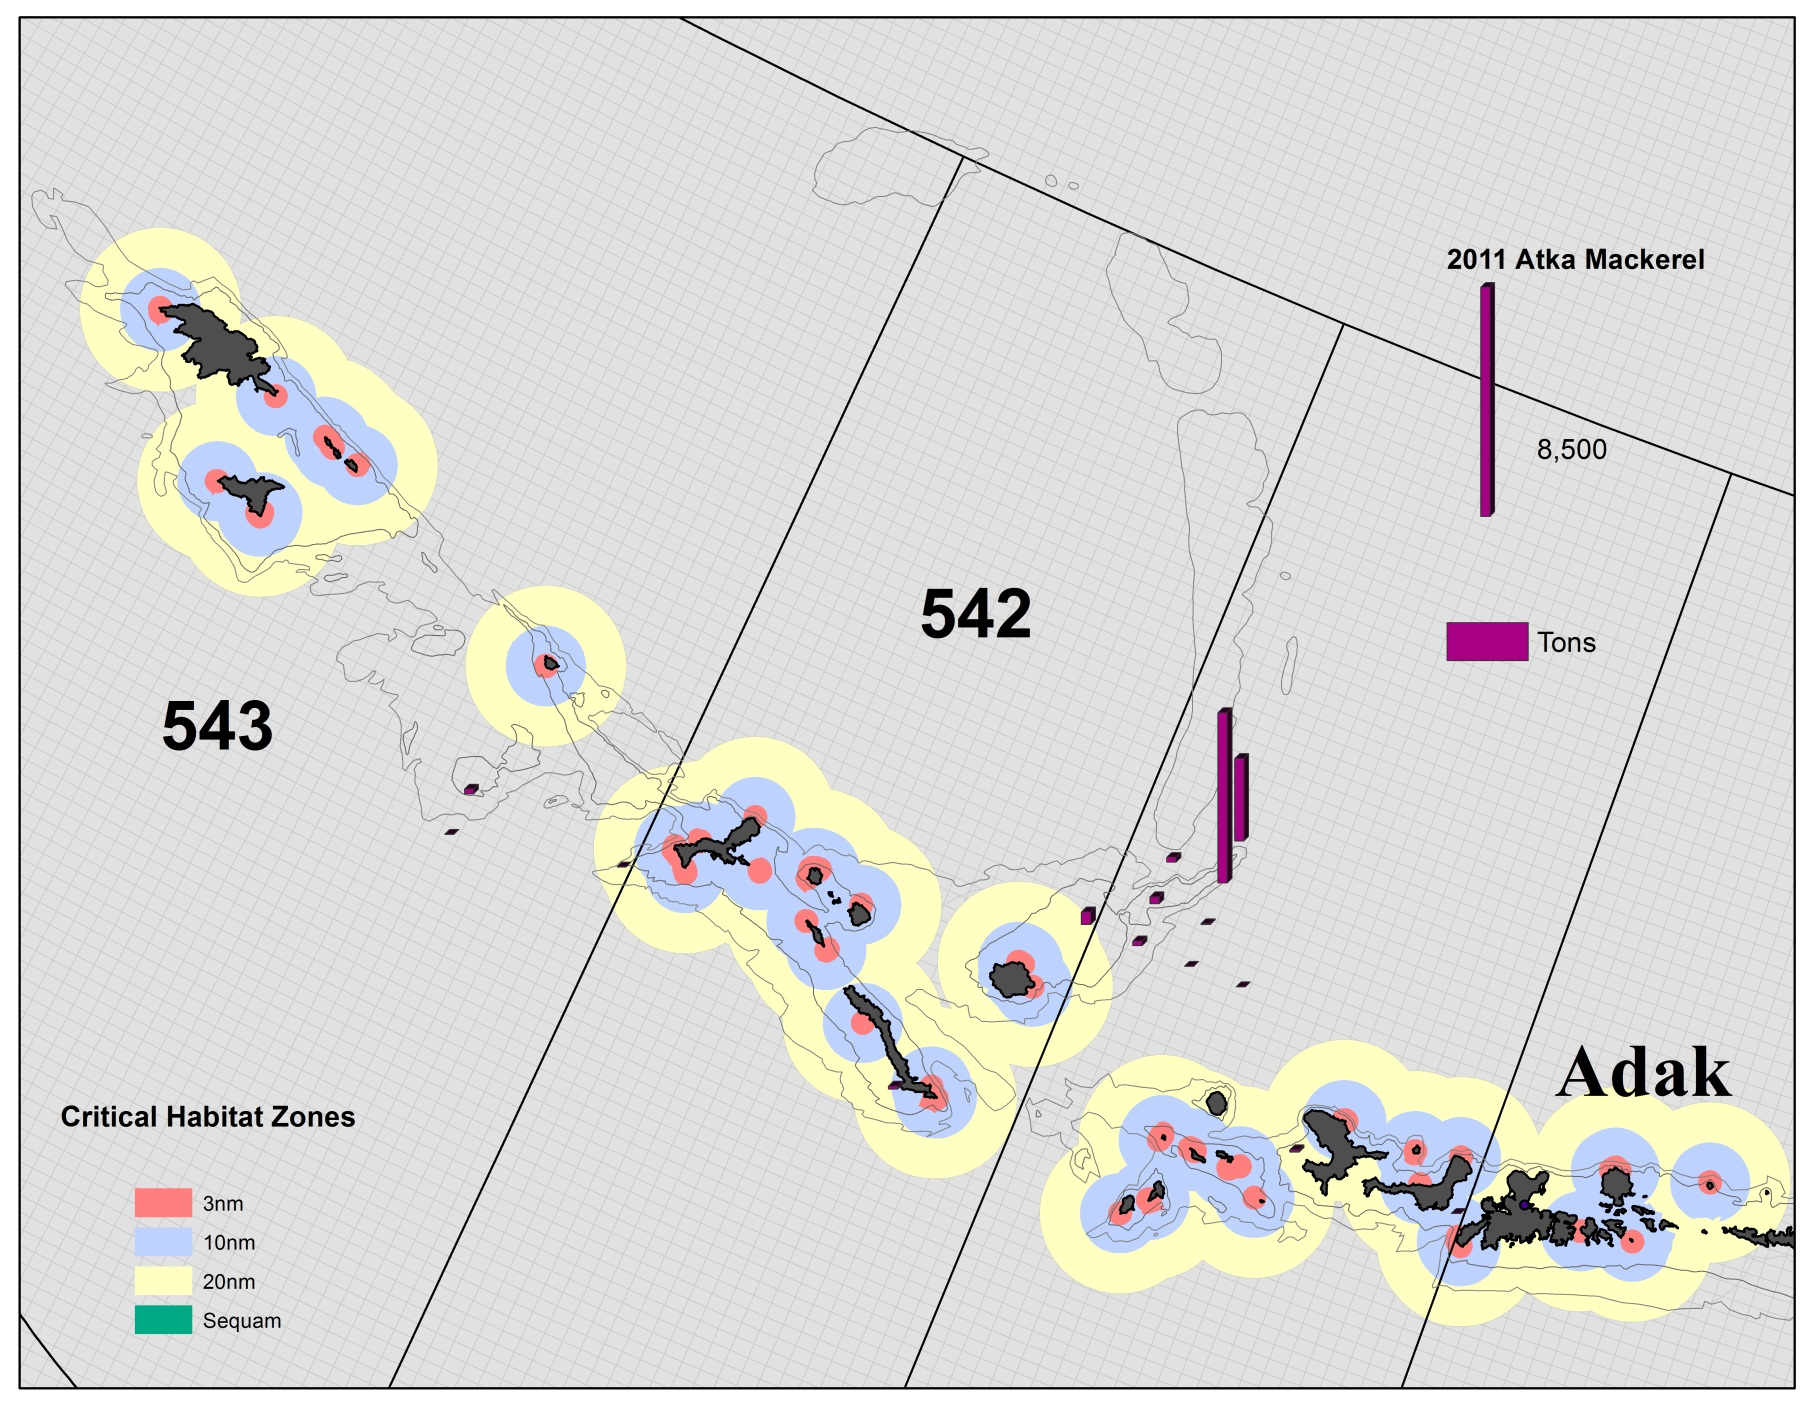 2011 Atka Mackerel
8,500
542
Tons
543
Adak
Critical Habitat Zones
3nm
10nm
20nm
Sequam